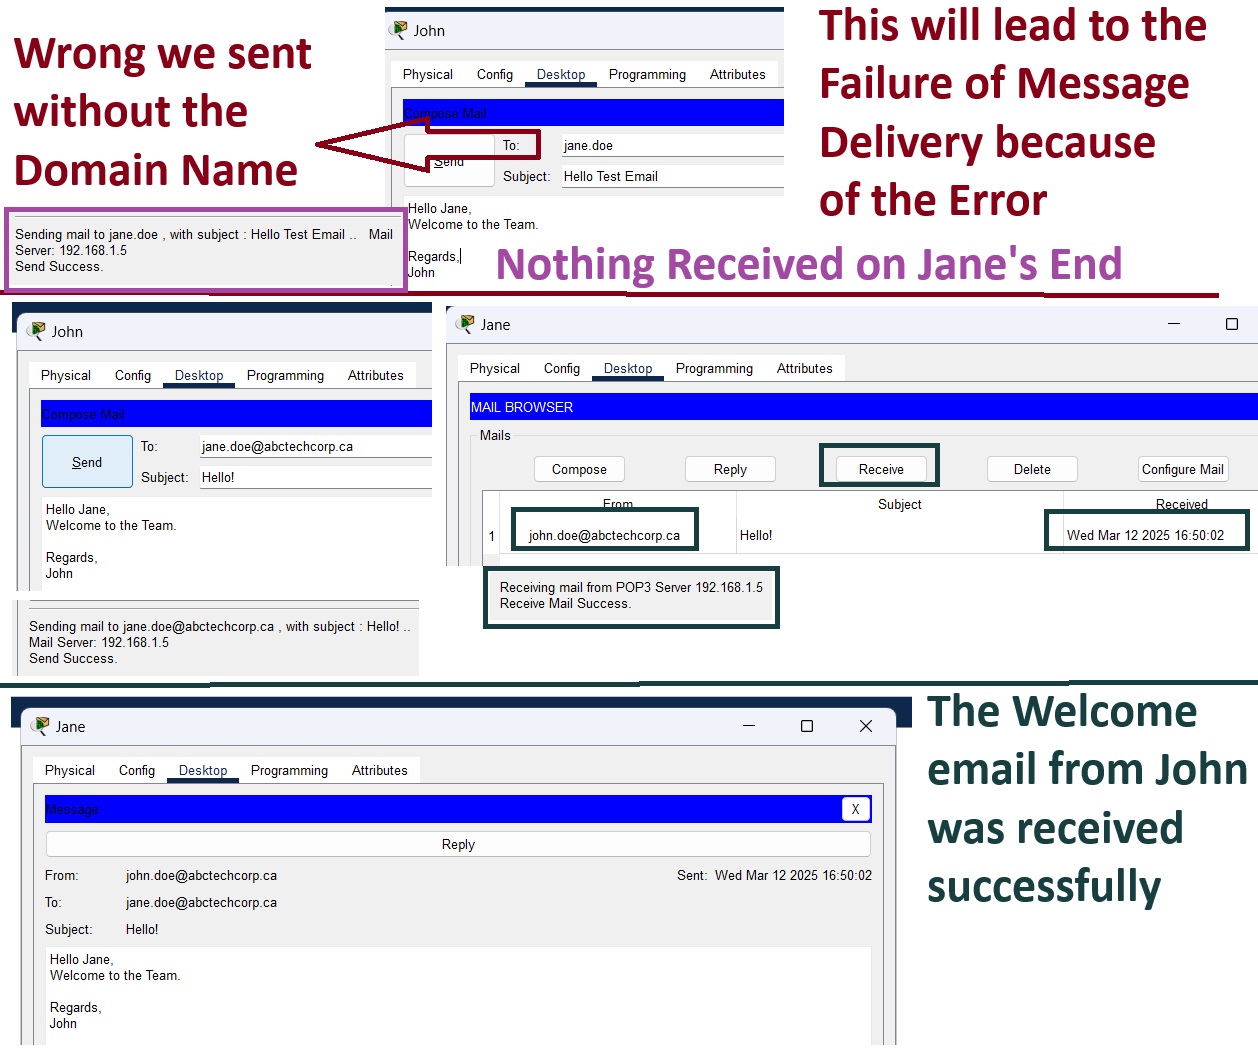 Wrong we sent
without the
Domain Name
John
Physical Config Desktop Programming Attributes
Compose Mail
Send
To: jane.doe
Subject: Hello Test Email
Hello Jane,
Welcome to the Team.
Regards,
John
This will lead to the
Failure of Message
Delivery because
of the Error
Sending mail to jane.doe , with subject : Hello Test Email .. Mail
Server: 192.168.1.5
Send Success.
Nothing Received on Jane's End
John
Physical Config Desktop Programming Attributes
Compose Mail
Send
To: jane.doe@abctechcorp.ca
Subject: Hello!
Hello Jane,
Welcome to the Team.
Regards,
John
Sending mail to jane.doe@abctechcorp.ca , with subject : Hello! ..
Mail Server: 192.168.1.5
Send Success.
Jane
Physical Config Desktop Programming Attributes
MAIL BROWSER
Mails
Compose Reply Receive Delete Configure Mail
From Subject Received
1 john.doe@abctechcorp.ca Hello! Wed Mar 12 2025 16:50:02
Receiving mail from POP3 Server 192.168.1.5
Receive Mail Success.
Jane
Physical Config Desktop Programming Attributes
Message X
Reply
From: john.doe@abctechcorp.ca Sent: Wed Mar 12 2025 16:50:02
To: jane.doe@abctechcorp.ca
Subject: Hello!
Hello Jane,
Welcome to the Team.
Regards,
John
The Welcome
email from John
was received
successfully